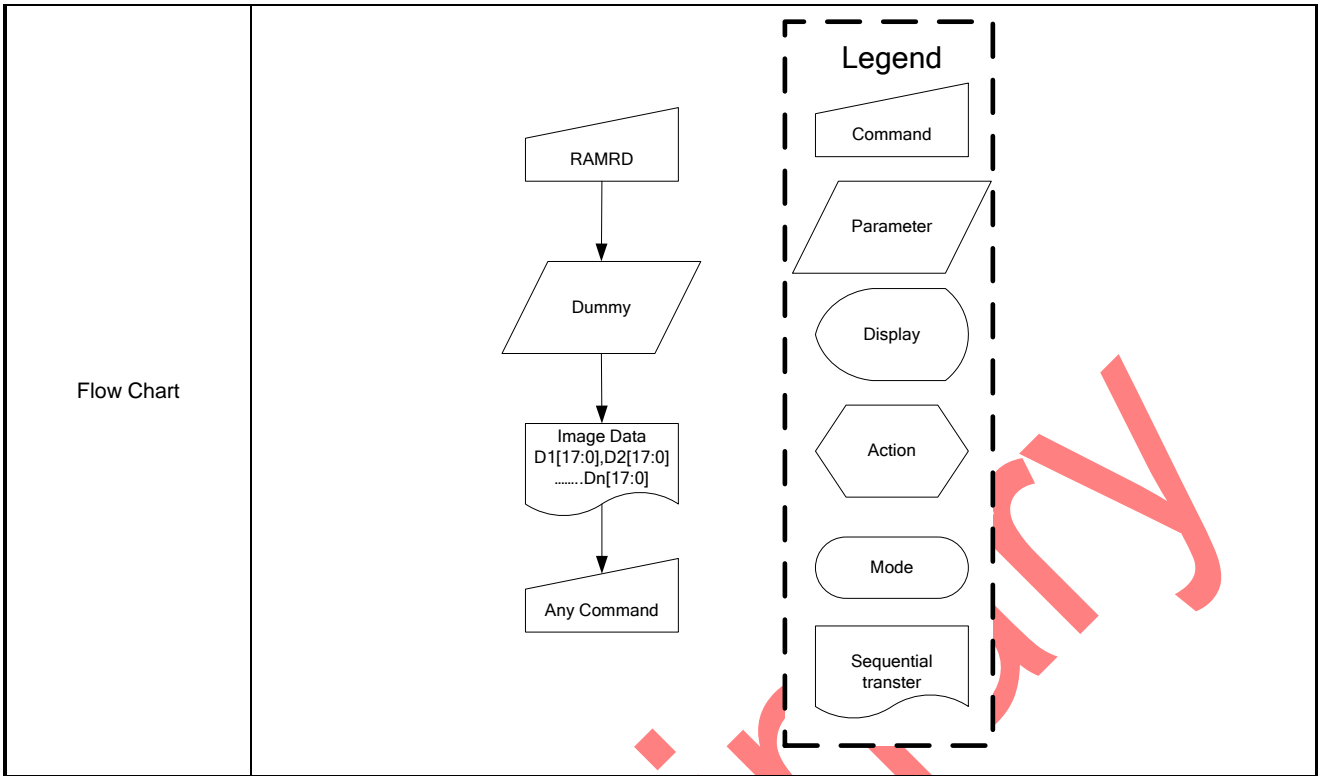 Flow Chart
RAMRD
Dummy
Image Data
D1[17:0],D2[17:0]
........Dn[17:0]
Any Command
Legend
Command
Parameter
Display
Action
Mode
Sequential
transter